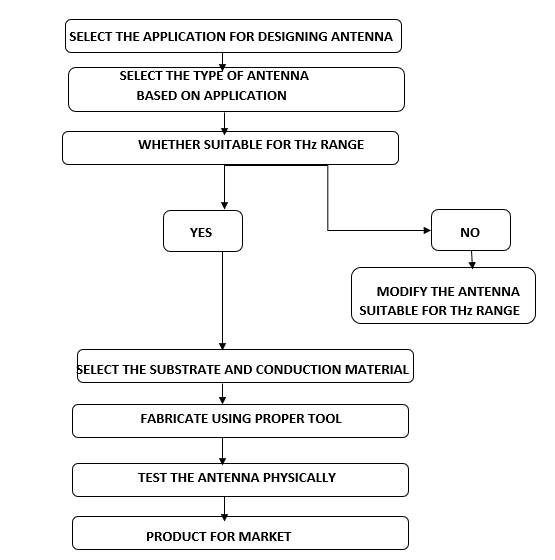 SELECT THE APPLICATION FOR DESIGNING ANTENNA
SELECT THE TYPE OF ANTENNA
BASED ON APPLICATION
WHETHER SUITABLE FOR THz RANGE
YES
NO
MODIFY THE ANTENNA
SUITABLE FOR THz RANGE
SELECT THE SUBSTRATE AND CONDUCTION MATERIAL
FABRICATE USING PROPER TOOL
TEST THE ANTENNA PHYSICALLY
PRODUCT FOR MARKET